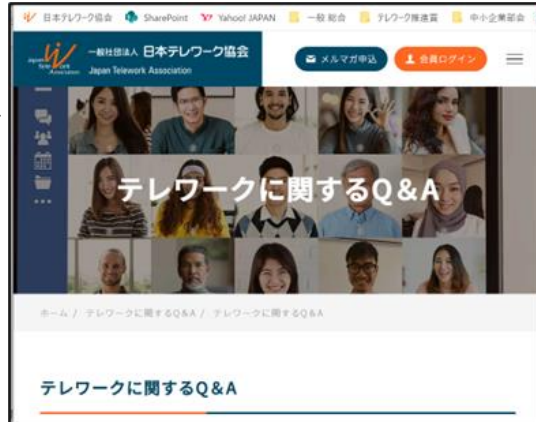 日本テレワーク協会 SharePoint Yahoo! JAPAN 一般 総会 テレワーク推進賞 中小企業部会
Japan Telework Association 一般社団法人 日本テレワーク協会 メルマガ申込 会員ログイン
Japan Telework Association
テレワークに関するQ&A
ホーム / テレワークに関するQ&A / テレワークに関するQ&A
テレワークに関するQ&A